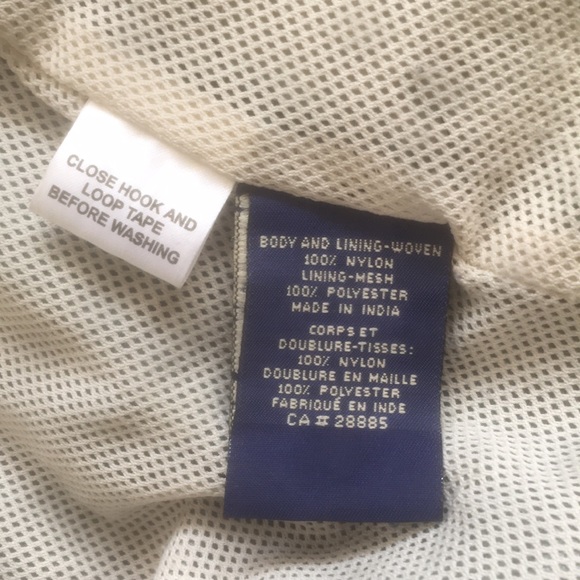 CLOSE HOOK AND
LOOP TAPE
BEFORE WASHING
BODY AND LINING-WOVEN
100% NYLON
LINING-MESH
100% POLYESTER
MADE IN INDIA
CORPS ET
DOUBLURE-TISSES:
100% NYLON
DOUBLURE EN MAILLE
100% POLYESTER
FABRIQUÉ EN INDE
CA # 28885